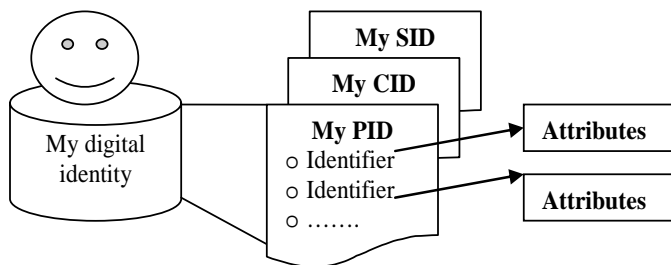 My SID
My CID
My PID
My digital
identity
o Identifier
o Identifier
o …….
Attributes
Attributes